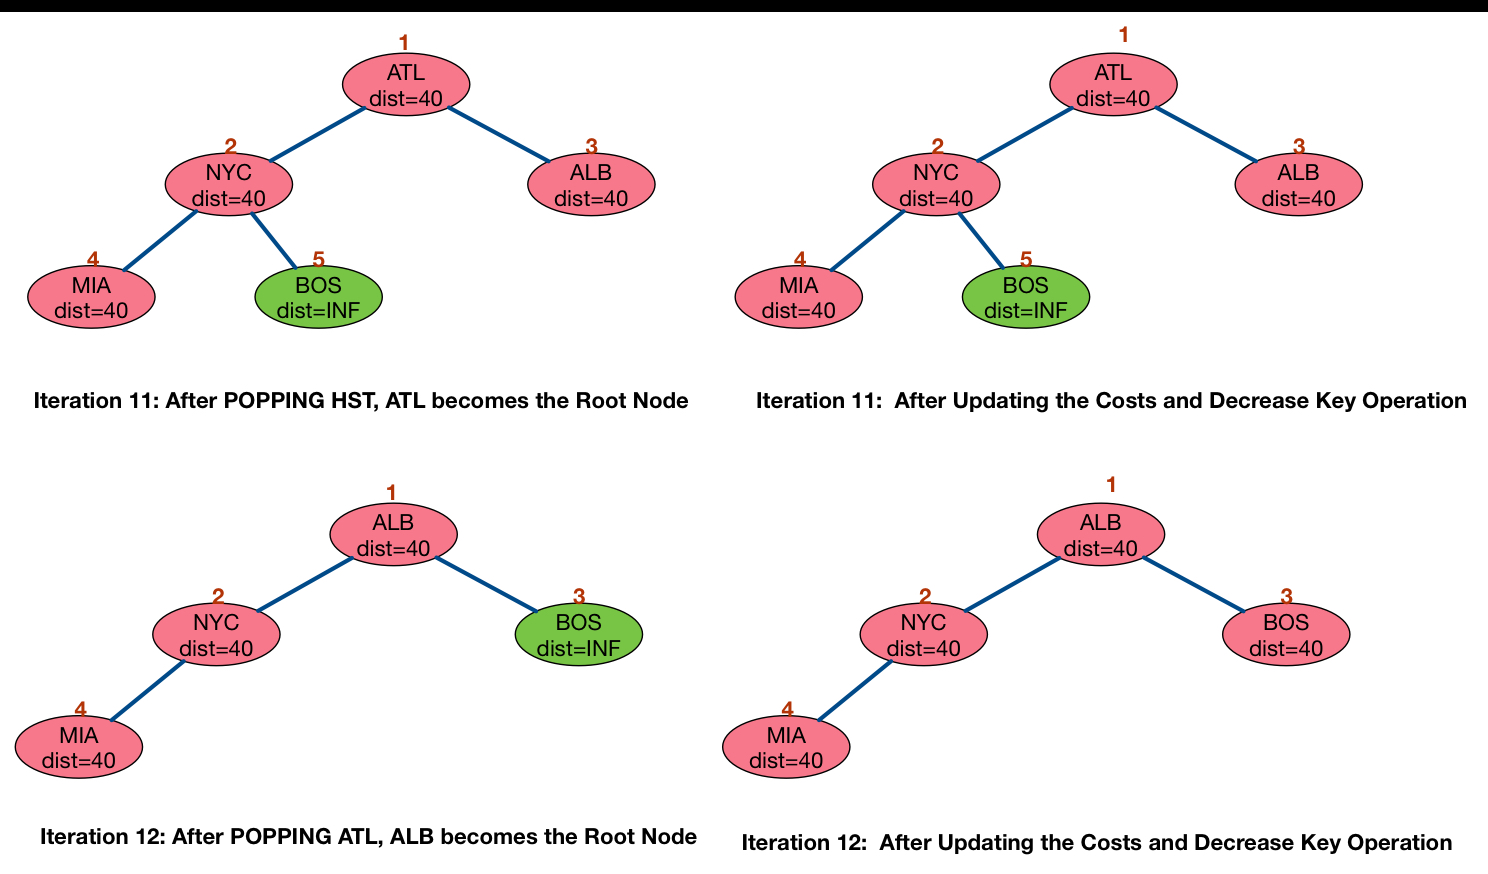 1
ATL
dist=40
2
NYC
dist=40
3
ALB
dist=40
4
MIA
dist=40
5
BOS
dist=INF
Iteration 11: After POPPING HST, ATL becomes the Root Node
1
ATL
dist=40
2
NYC
dist=40
3
ALB
dist=40
4
MIA
dist=40
5
BOS
dist=INF
Iteration 11:  After Updating the Costs and Decrease Key Operation
1
ALB
dist=40
2
NYC
dist=40
3
BOS
dist=INF
4
MIA
dist=40
Iteration 12: After POPPING ATL, ALB becomes the Root Node
1
ALB
dist=40
2
NYC
dist=40
3
BOS
dist=40
4
MIA
dist=40
Iteration 12:  After Updating the Costs and Decrease Key Operation